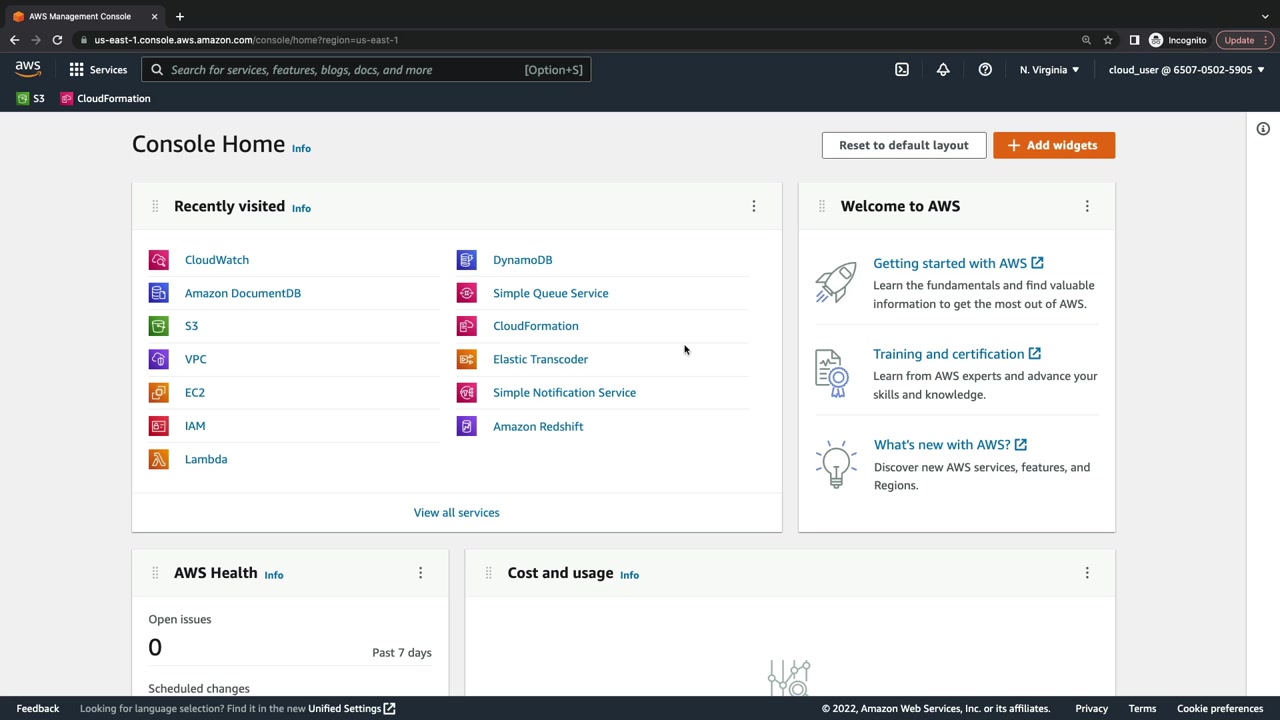 AWS Management Console
us-east-1.console.aws.amazon.com/console/home?region=us-east-1
Incognito
Update
aws
Services
Search for services, features, blogs, docs, and more
[Option+S]
N. Virginia
cloud_user @ 6507-0502-5905
S3
CloudFormation
Console Home Info
Reset to default layout
Add widgets
Recently visited Info
CloudWatch
Amazon DocumentDB
S3
VPC
EC2
IAM
Lambda
DynamoDB
Simple Queue Service
CloudFormation
Elastic Transcoder
Simple Notification Service
Amazon Redshift
View all services
Welcome to AWS
Getting started with AWS
Learn the fundamentals and find valuable
information to get the most out of AWS.
Training and certification
Learn from AWS experts and advance your
skills and knowledge.
What's new with AWS?
Discover new AWS services, features, and
Regions.
AWS Health Info
Open issues
0
Past 7 days
Scheduled changes
Cost and usage Info
Feedback
Looking for language selection? Find it in the new Unified Settings
© 2022, Amazon Web Services, Inc. or its affiliates.
Privacy
Terms
Cookie preferences